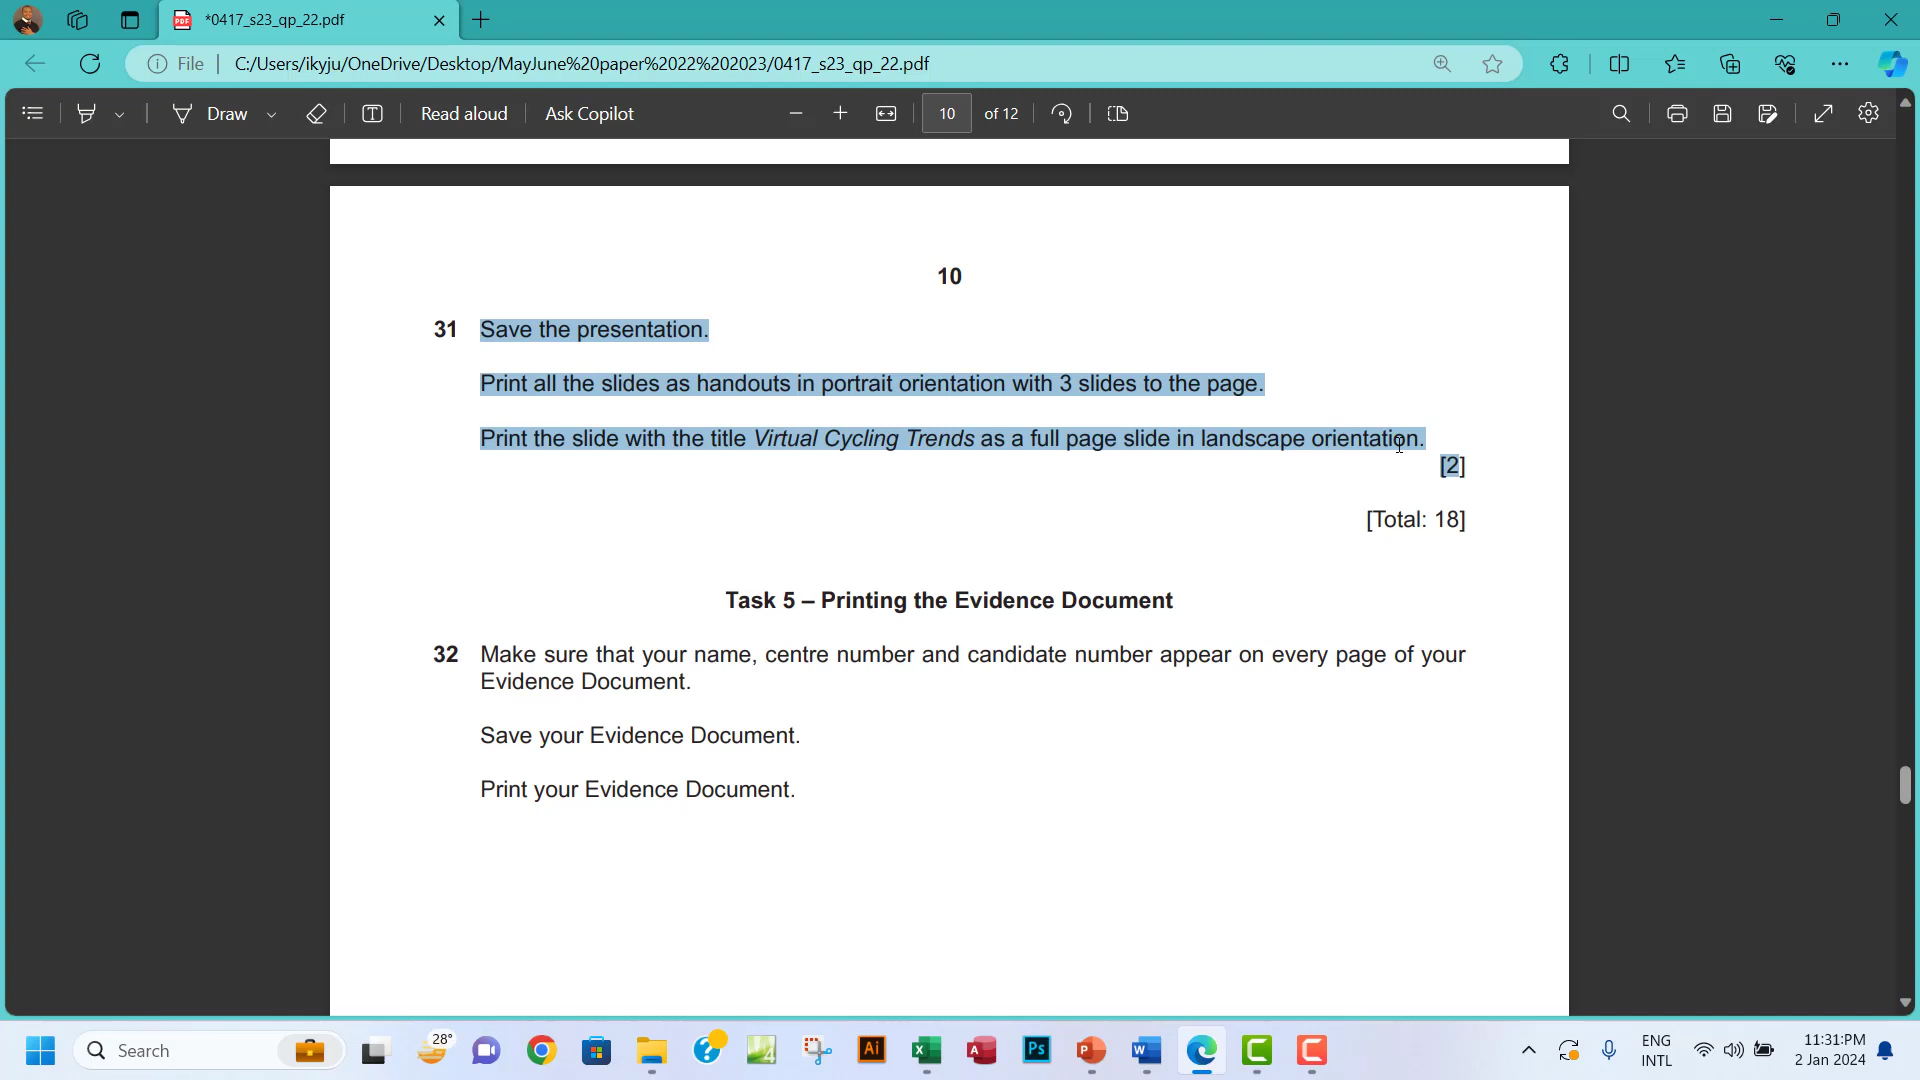 *0417_s23_qp_22.pdf
File
C:/Users/ikyju/OneDrive/Desktop/MayJune%20paper%2022%202023/0417_s23_qp_22.pdf
Draw
Read aloud
Ask Copilot
10 of 12
10
31 Save the presentation.
Print all the slides as handouts in portrait orientation with 3 slides to the page.
Print the slide with the title Virtual Cycling Trends as a full page slide in landscape orientation.
[2]
[Total: 18]
Task 5 – Printing the Evidence Document
32 Make sure that your name, centre number and candidate number appear on every page of your
Evidence Document.
Save your Evidence Document.
Print your Evidence Document.
Search
28°
Ai
Ps
ENG
INTL
11:31:PM
2 Jan 2024